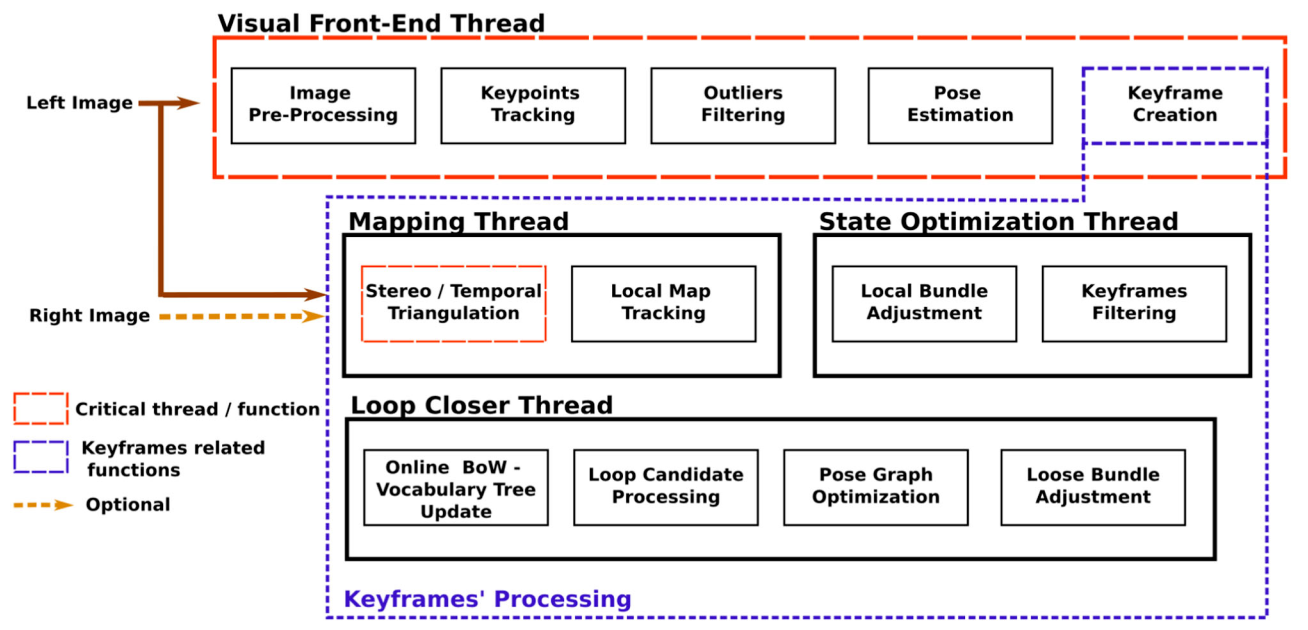 Visual Front-End Thread
Left Image
Image
Pre-Processing
Keypoints
Tracking
Outliers
Filtering
Pose
Estimation
Keyframe
Creation
Mapping Thread
State Optimization Thread
Right Image
Stereo / Temporal
Triangulation
Local Map
Tracking
Local Bundle
Adjustment
Keyframes
Filtering
Critical thread / function
Keyframes related
functions
Optional
Loop Closer Thread
Online BoW -
Vocabulary Tree
Update
Loop Candidate
Processing
Pose Graph
Optimization
Loose Bundle
Adjustment
Keyframes' Processing